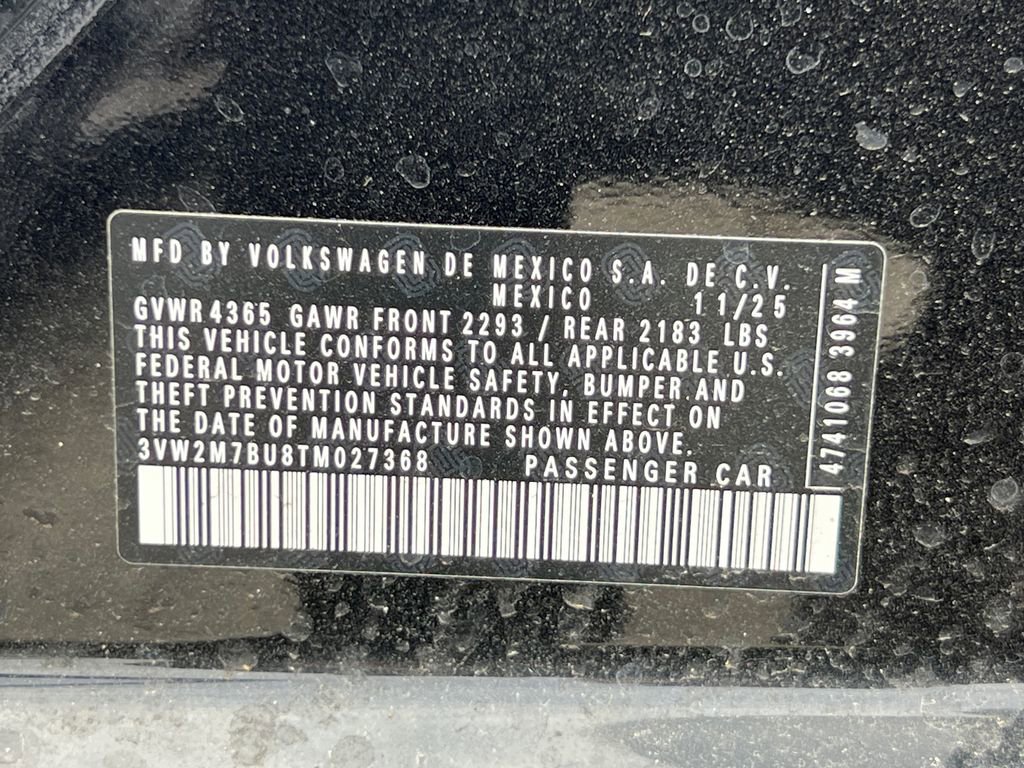 MFD BY VOLKSWAGEN DE MEXICO S.A. DE C.V.
MEXICO 11/25
GVWR 4365 GAWR FRONT 2293 / REAR 2183 LBS
THIS VEHICLE CONFORMS TO ALL APPLICABLE U.S.
FEDERAL MOTOR VEHICLE SAFETY, BUMPER AND
THEFT PREVENTION STANDARDS IN EFFECT ON
THE DATE OF MANUFACTURE SHOWN ABOVE.
3VW2M7BU8TM027368 PASSENGER CAR
4741068 3964 M